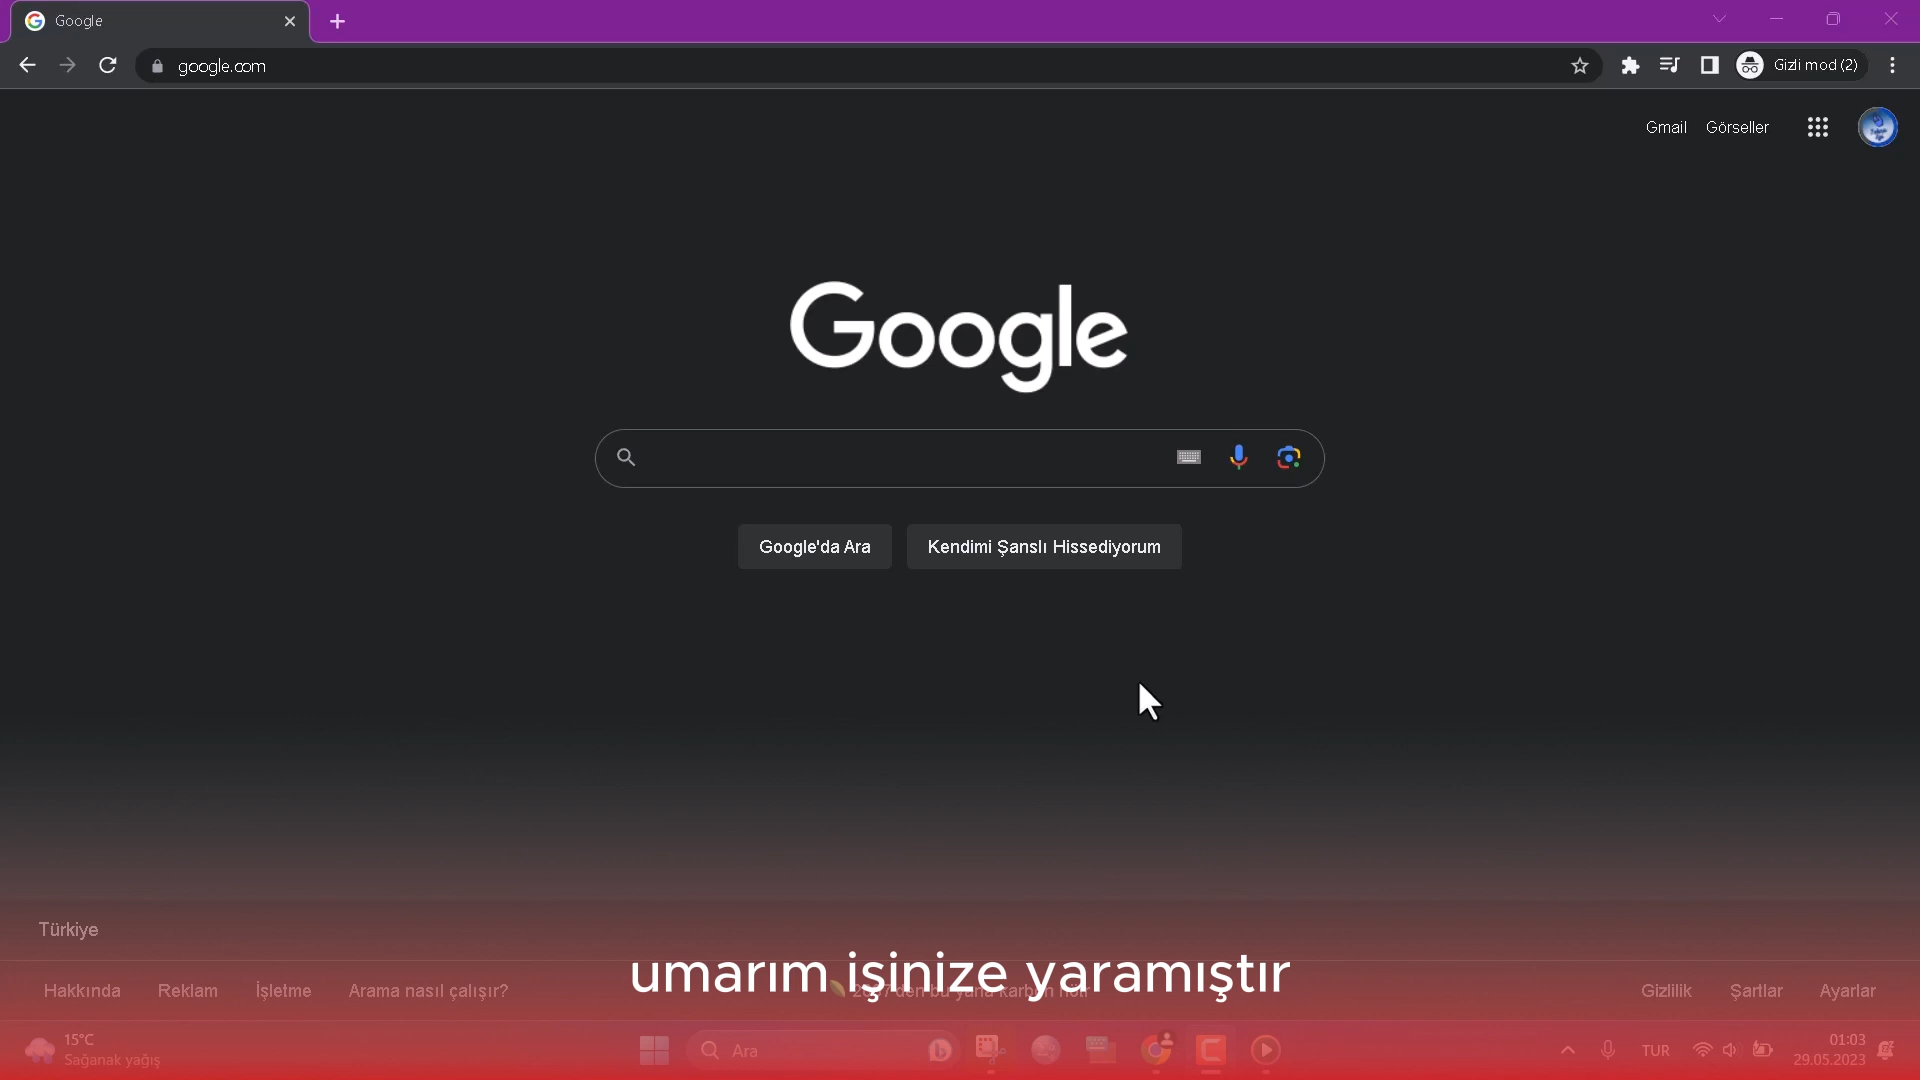 Google
google.com
Gizli mod (2)
Gmail
Görseller
Google
Google'da Ara
Kendimi Şanslı Hissediyorum
Türkiye
umarım işinize yaramıştır
Hakkında
Reklam
İşletme
Arama nasıl çalışır?
Gizlilik
Şartlar
Ayarlar
15°C
Sağanak yağış
Ara
TUR
01:03
29.05.2023